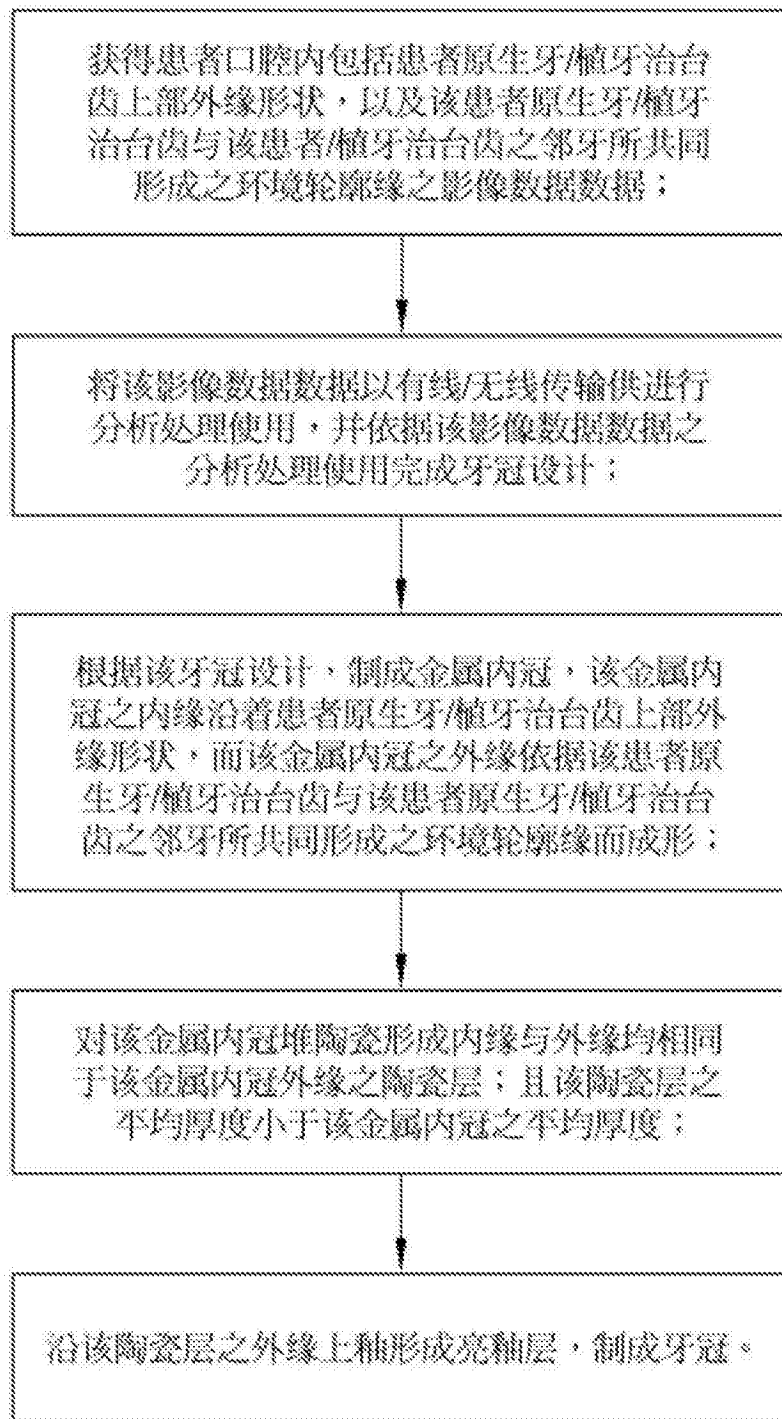 获得患者口腔内包括患者原生牙/植牙治台
齿上部外缘形状，以及该患者原生牙/植牙
治台齿与该患者/植牙治台齿之邻牙所共同
形成之环境轮廓缘之影像数据数据；
将该影像数据数据以有线/无线传输供进行
分析处理使用，并依据该影像数据数据之
分析处理使用完成牙冠设计；
根据该牙冠设计，制成金属内冠，该金属内
冠之内缘沿着患者原生牙/植牙治台齿上部外
缘形状，而该金属内冠之外缘依据该患者原
生牙/植牙治台齿与该患者原生牙/植牙治台
齿之邻牙所共同形成之环境轮廓缘而成形；
对该金属内冠堆陶瓷形成内缘与外缘均相同
于该金属内冠外缘之陶瓷层；且该陶瓷层之
平均厚度小于该金属内冠之平均厚度；
沿该陶瓷层之外缘上釉形成亮釉层，制成牙冠。